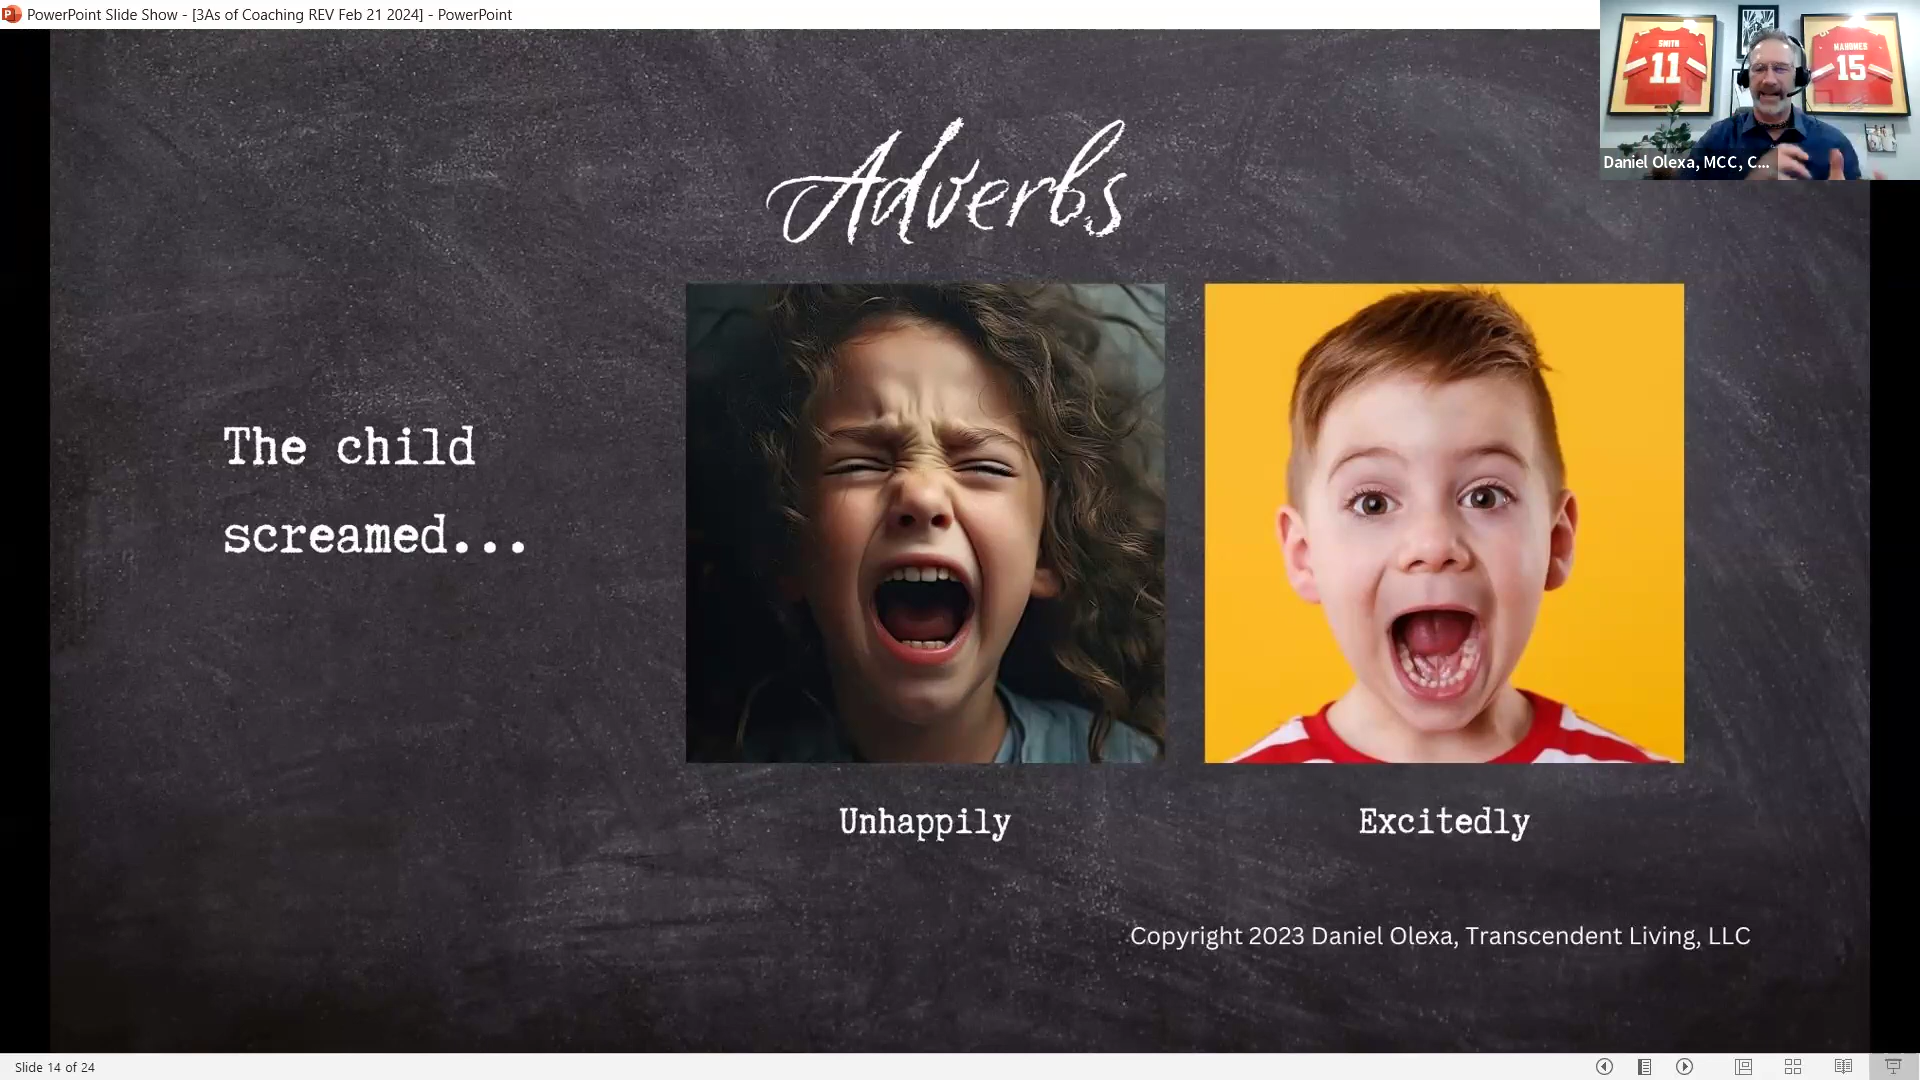 PowerPoint Slide Show - [3As of Coaching REV Feb 21 2024] - PowerPoint
SMITH
11
MAHOMES
15
Daniel Olexa, MCC, C...
Adverbs
The child
screamed...
Unhappily
Excitedly
Copyright 2023 Daniel Olexa, Transcendent Living, LLC
Slide 14 of 24